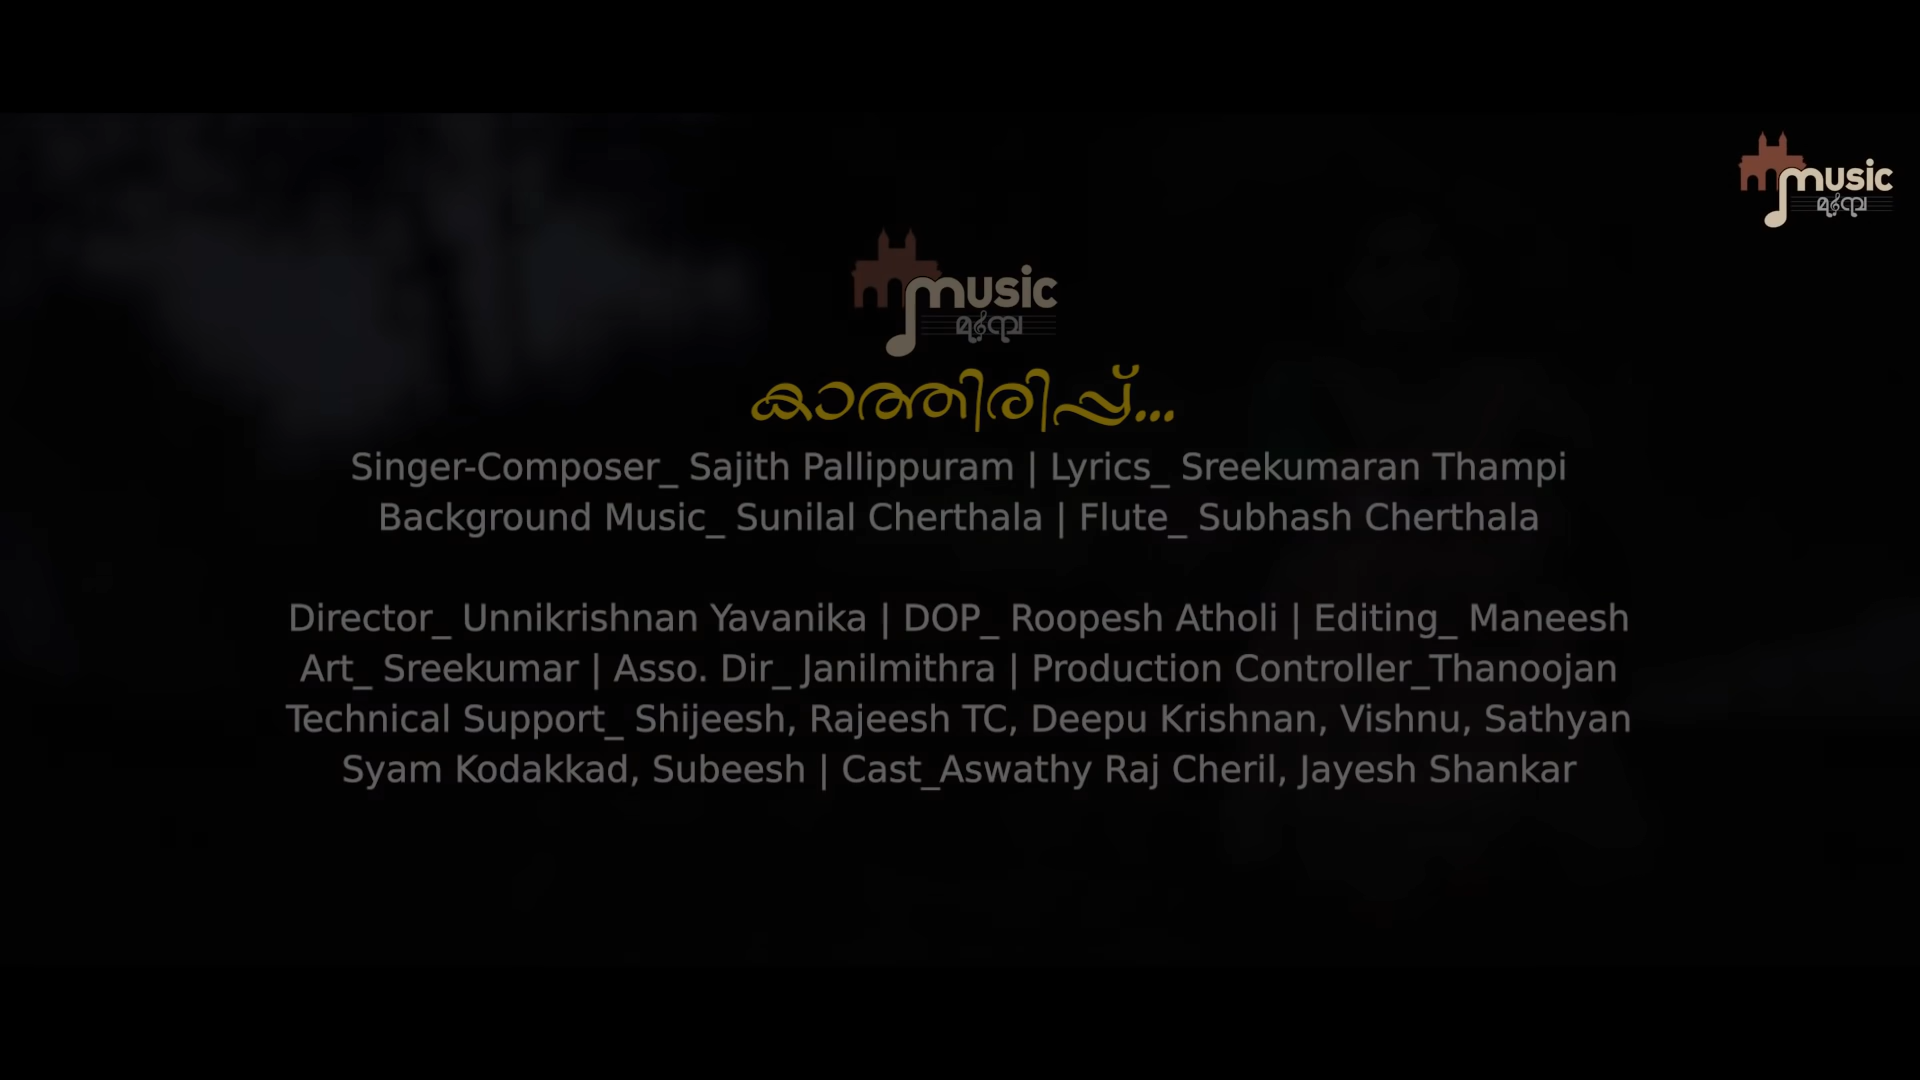 music
മുംബൈ
music
മുംബൈ
കാത്തിരിപ്പ്...
Singer-Composer_ Sajith Pallippuram | Lyrics_ Sreekumaran Thampi
Background Music_ Sunilal Cherthala | Flute_ Subhash Cherthala
Director_ Unnikrishnan Yavanika | DOP_ Roopesh Atholi | Editing_ Maneesh
Art_ Sreekumar | Asso. Dir_ Janilmithra | Production Controller_Thanoojan
Technical Support_ Shijeesh, Rajeesh TC, Deepu Krishnan, Vishnu, Sathyan
Syam Kodakkad, Subeesh | Cast_Aswathy Raj Cheril, Jayesh Shankar